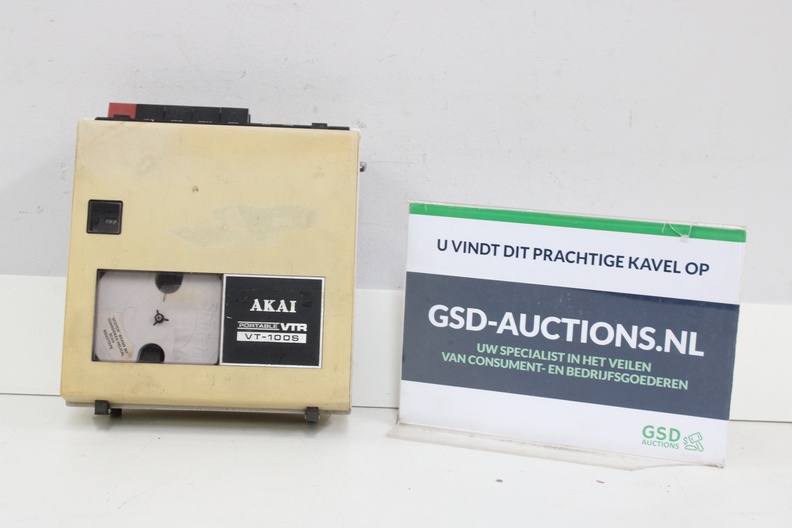 AKAI
PORTABLE VTR
VT-100S
U VINDT DIT PRACHTIGE KAVEL OP
GSD-AUCTIONS.NL
UW SPECIALIST IN HET VEILEN
VAN CONSUMENT- EN BEDRIJFSGOEDEREN
GSD
AUCTIONS